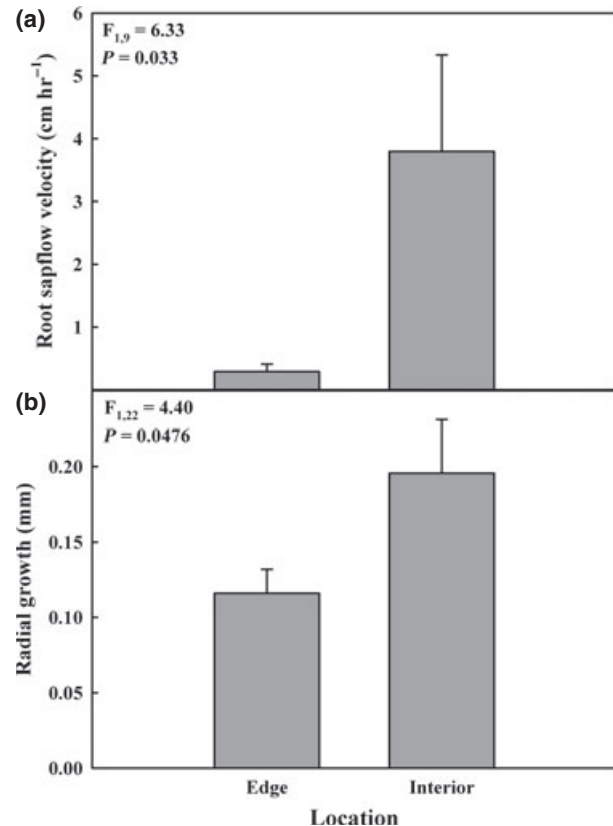 (a)
F1,9 = 6.33
P = 0.033
Root sapflow velocity (cm hr⁻¹)
6
5
4
3
2
1
(b)
F1,22 = 4.40
P = 0.0476
Radial growth (mm)
0.20
0.15
0.10
0.05
0.00
Edge Interior
Location